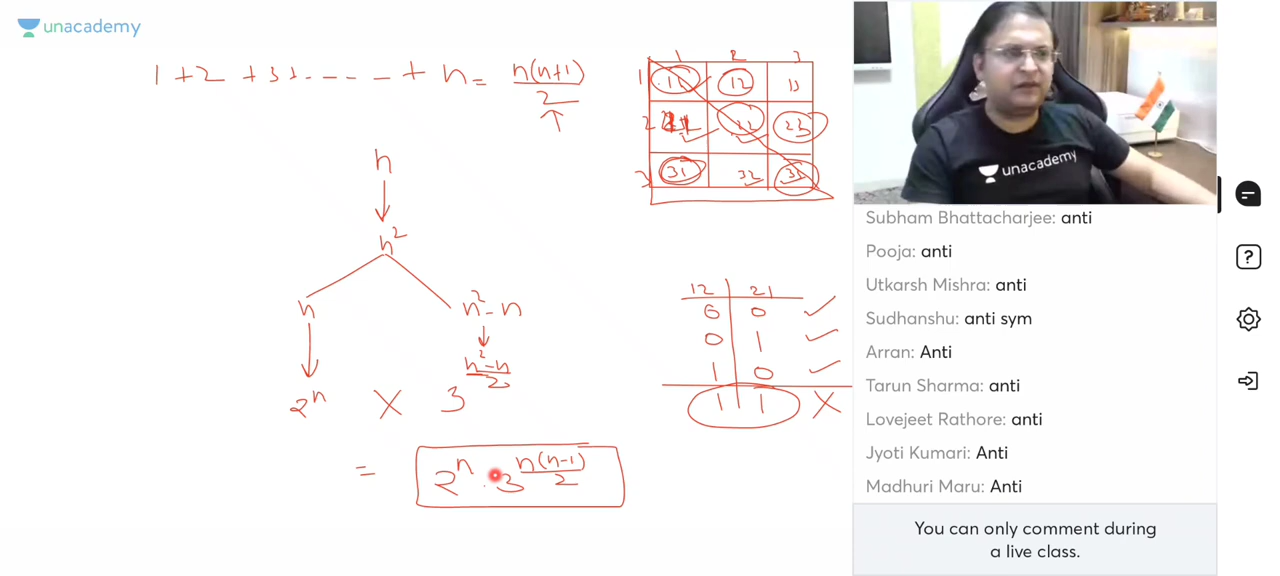 unacademy
1 + 2 + 3 + ------ + n = n(n+1)/2
n
n²
n
n² - n
n² - n/2
2ⁿ X 3
= 2ⁿ . 3 n(n-1)/2
1 2 3
1 11 12 13
2 21 22 23
3 31 32 33
12 21
0 0
0 1
1 0
1 1 X
unacademy
Subham Bhattacharjee: anti
Pooja: anti
Utkarsh Mishra: anti
Sudhanshu: anti sym
Arran: Anti
Tarun Sharma: anti
Lovejeet Rathore: anti
Jyoti Kumari: Anti
Madhuri Maru: Anti
You can only comment during
a live class.